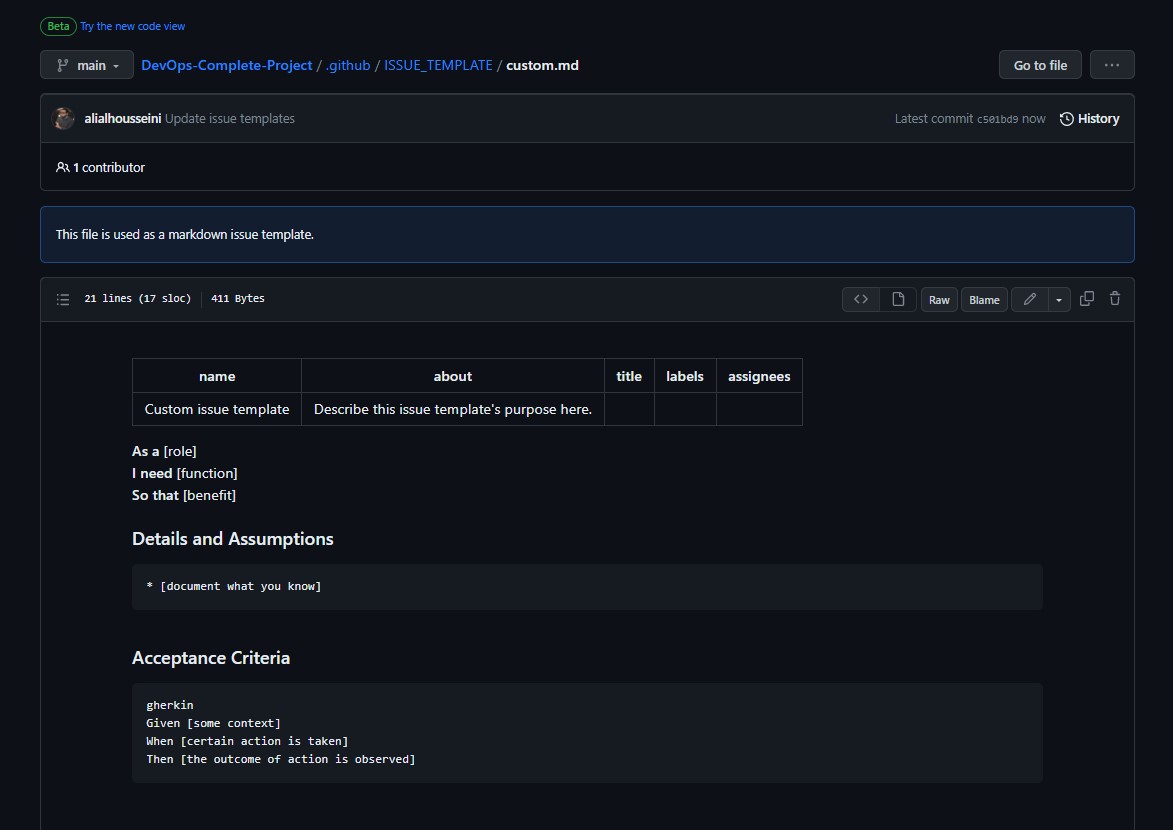 Beta Try the new code view
main DevOps-Complete-Project / .github / ISSUE_TEMPLATE / custom.md Go to file ...
alialhousseini Update issue templates Latest commit c501bd9 now History
1 contributor
This file is used as a markdown issue template.
21 lines (17 sloc) 411 Bytes Raw Blame
name about title labels assignees
Custom issue template Describe this issue template's purpose here.
As a [role]
I need [function]
So that [benefit]
Details and Assumptions
* [document what you know]
Acceptance Criteria
gherkin
Given [some context]
When [certain action is taken]
Then [the outcome of action is observed]